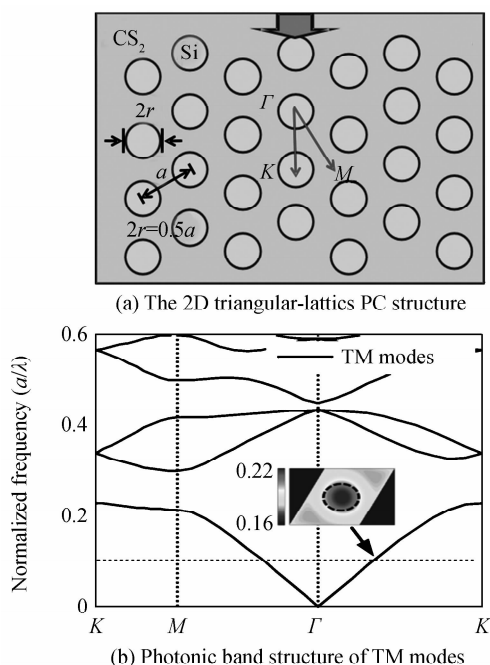 CS2
Si
Γ
2r
a
K
M
2r=0.5a
(a) The 2D triangular-lattics PC structure
0.6
TM modes
Normalized frequency (a/λ)
0.4
0.22
0.2
0.16
0
K
M
Γ
K
(b) Photonic band structure of TM modes